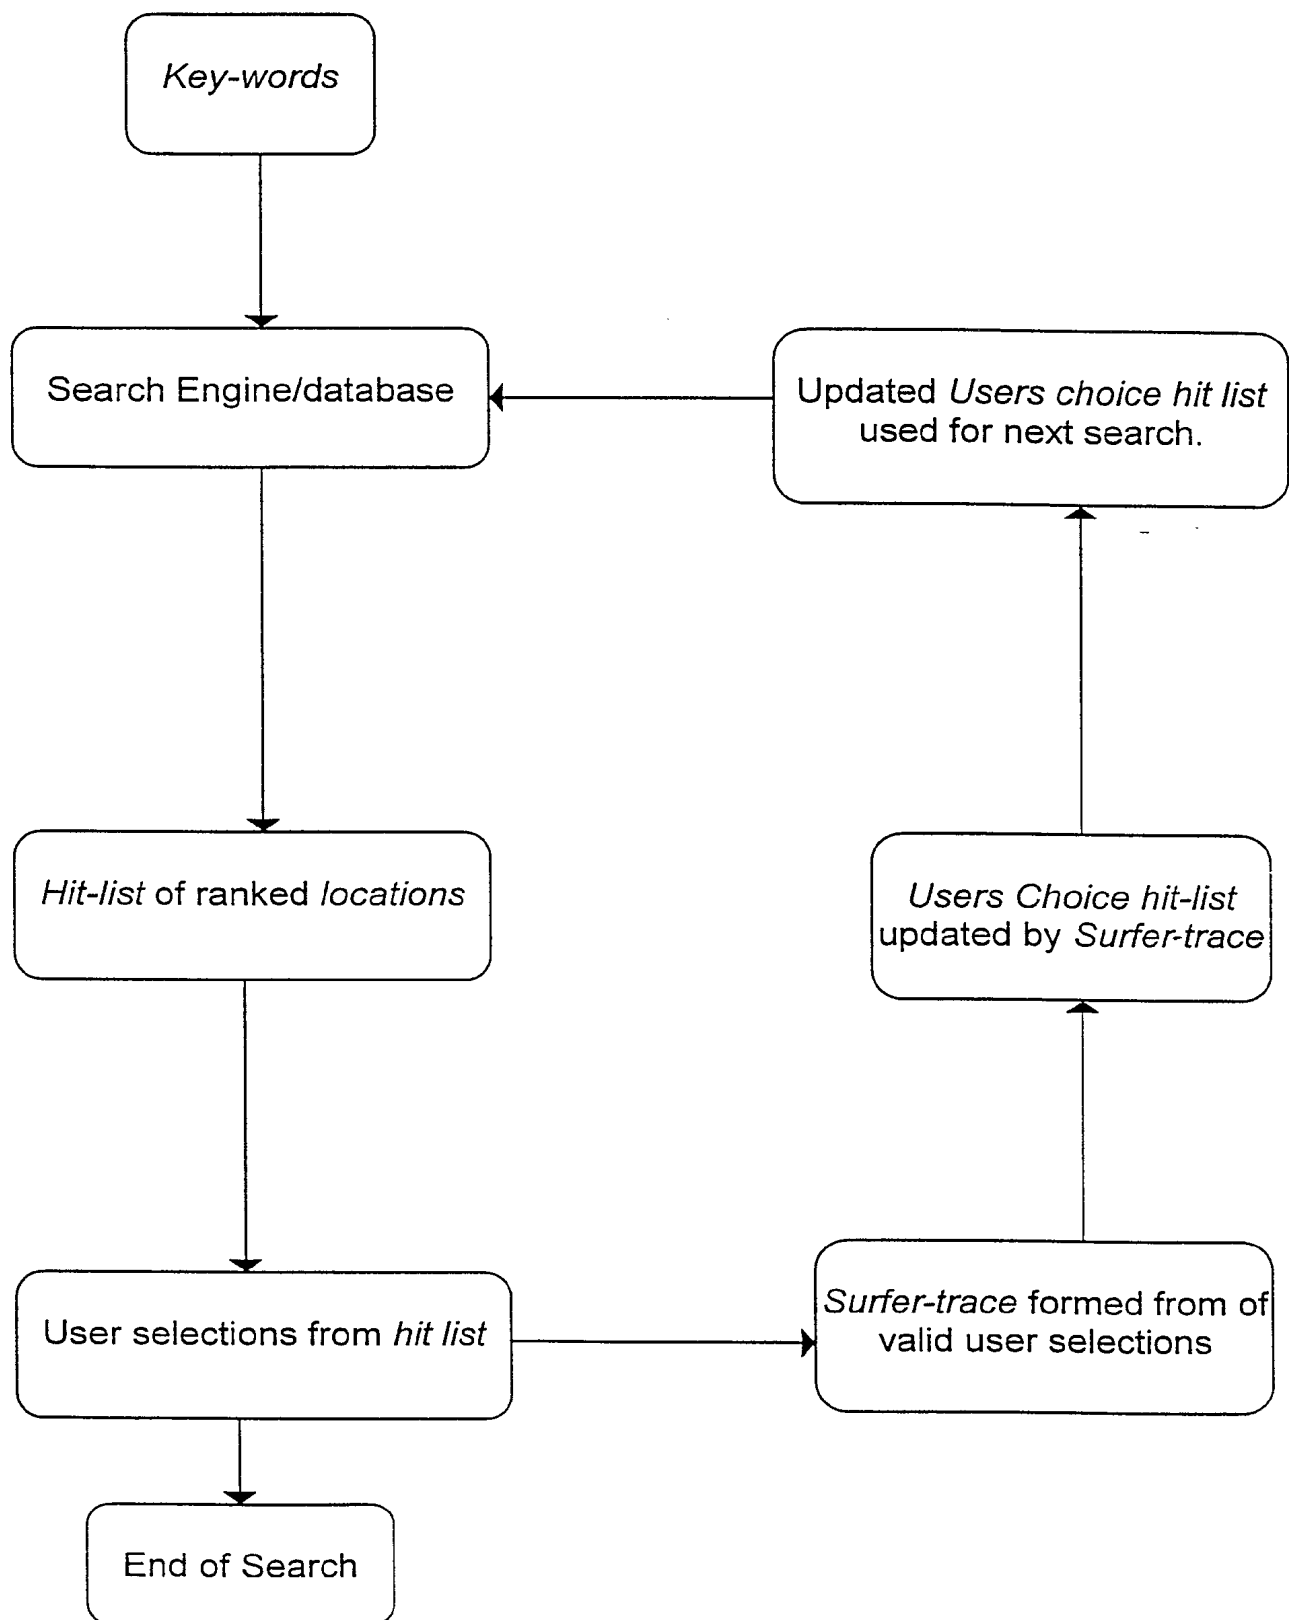 Key-words
Search Engine/database
Updated Users choice hit list
used for next search.
Hit-list of ranked locations
Users Choice hit-list
updated by Surfer-trace
User selections from hit list
Surfer-trace formed from of
valid user selections
End of Search